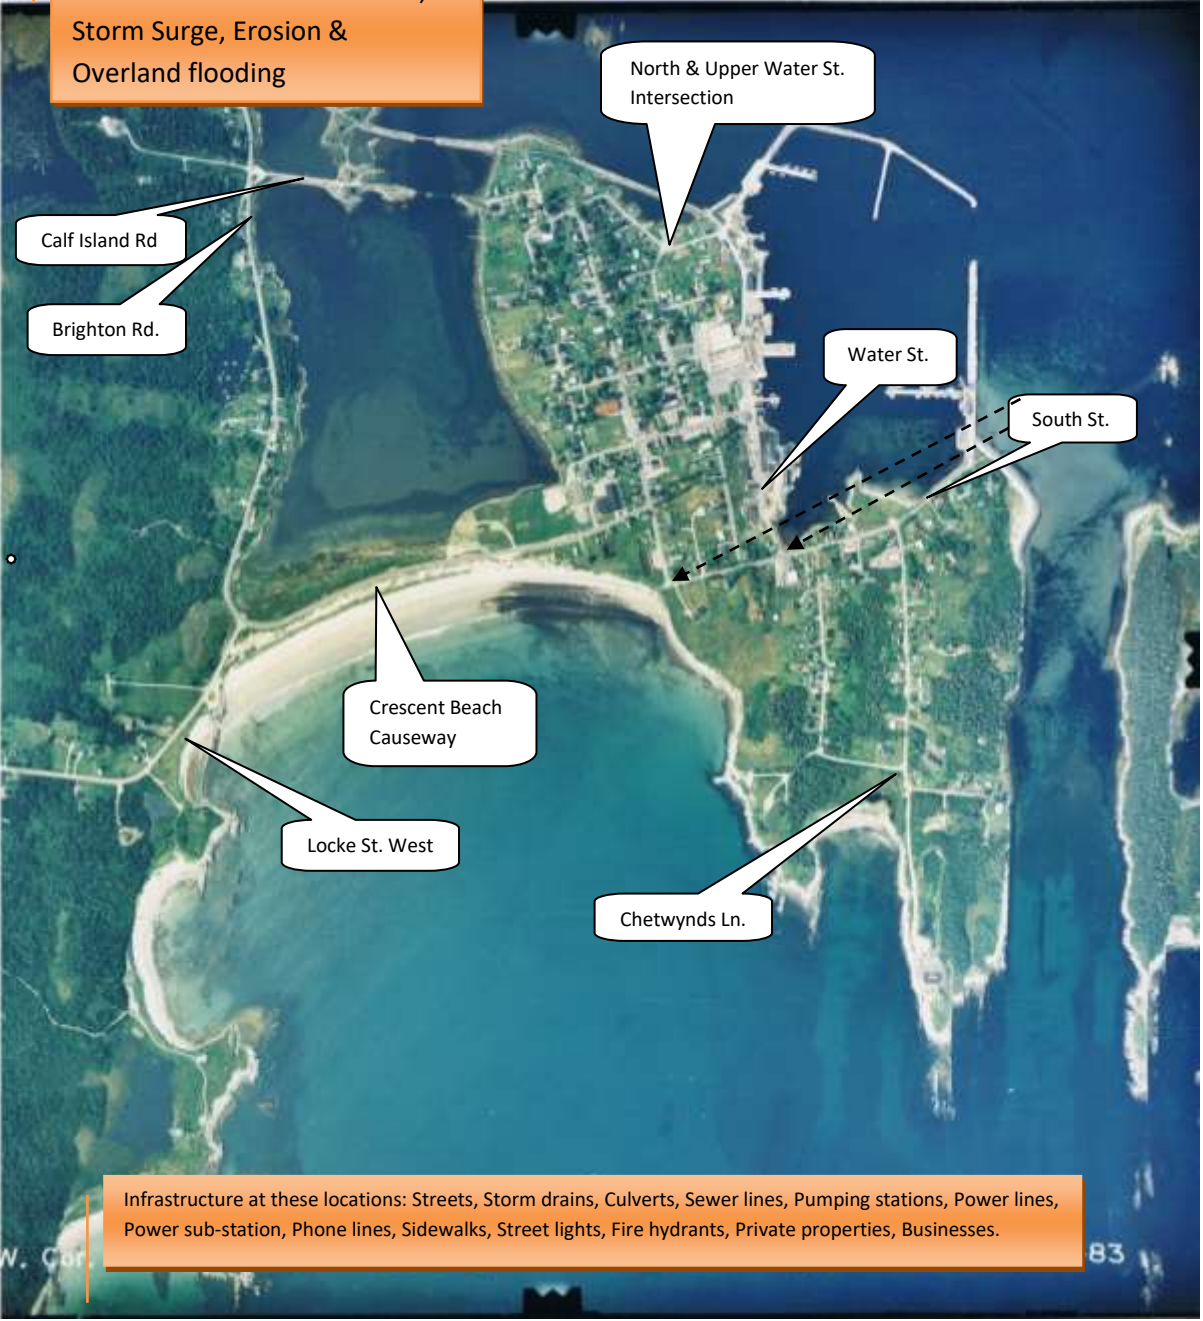 Storm Surge, Erosion &
Overland flooding
North & Upper Water St.
Intersection
Calf Island Rd
Brighton Rd.
Water St.
South St.
Crescent Beach
Causeway
Locke St. West
Chetwynds Ln.
Infrastructure at these locations: Streets, Storm drains, Culverts, Sewer lines, Pumping stations, Power lines,
Power sub-station, Phone lines, Sidewalks, Street lights, Fire hydrants, Private properties, Businesses.
W. Cor.
83